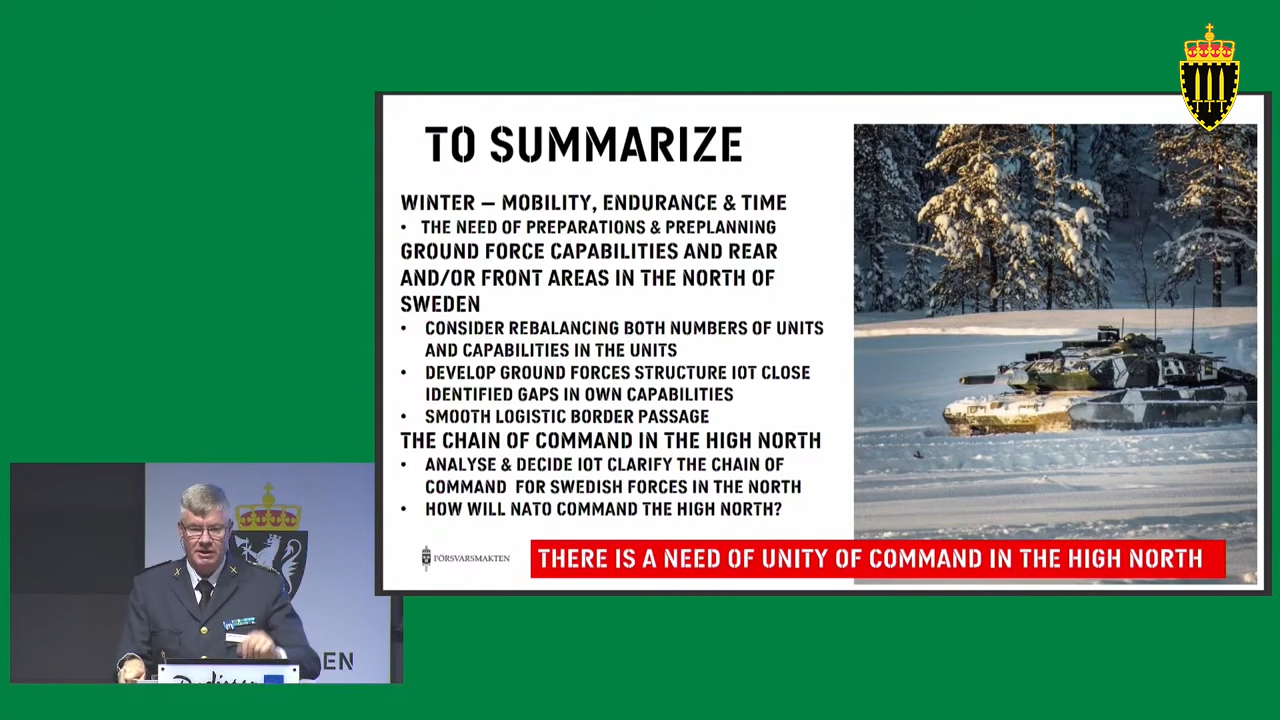 TO SUMMARIZE
WINTER – MOBILITY, ENDURANCE & TIME
• THE NEED OF PREPARATIONS & PREPLANNING
GROUND FORCE CAPABILITIES AND REAR
AND/OR FRONT AREAS IN THE NORTH OF
SWEDEN
• CONSIDER REBALANCING BOTH NUMBERS OF UNITS
AND CAPABILITIES IN THE UNITS
• DEVELOP GROUND FORCES STRUCTURE IOT CLOSE
IDENTIFIED GAPS IN OWN CAPABILITIES
• SMOOTH LOGISTIC BORDER PASSAGE
THE CHAIN OF COMMAND IN THE HIGH NORTH
• ANALYSE & DECIDE IOT CLARIFY THE CHAIN OF
COMMAND FOR SWEDISH FORCES IN THE NORTH
• HOW WILL NATO COMMAND THE HIGH NORTH?
FÖRSVARSMAKTEN
THERE IS A NEED OF UNITY OF COMMAND IN THE HIGH NORTH
EN